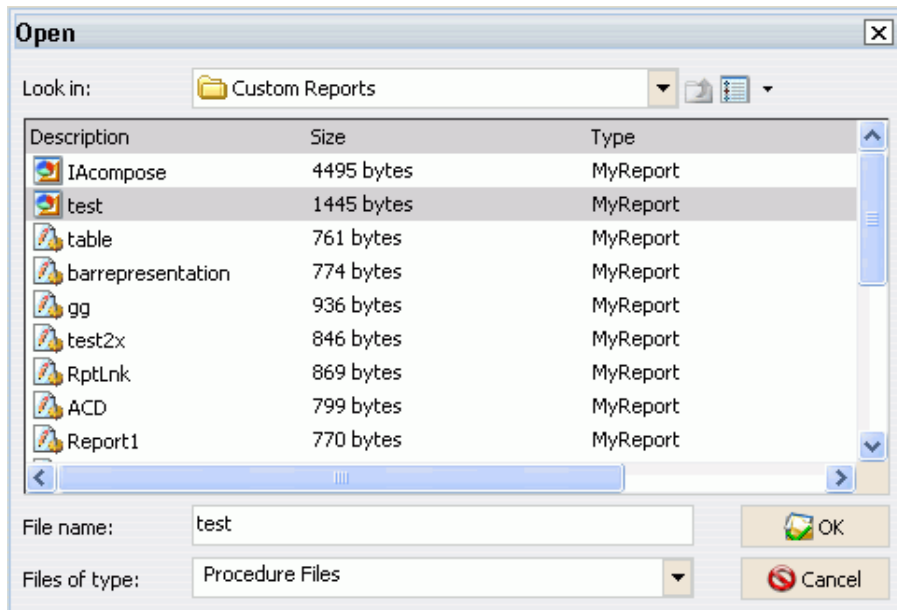 Open
Look in: Custom Reports
Description Size Type
IAcompose 4495 bytes MyReport
test 1445 bytes MyReport
table 761 bytes MyReport
barrepresentation 774 bytes MyReport
gg 936 bytes MyReport
test2x 846 bytes MyReport
RptLnk 869 bytes MyReport
ACD 799 bytes MyReport
Report1 770 bytes MyReport
File name: test OK
Files of type: Procedure Files Cancel